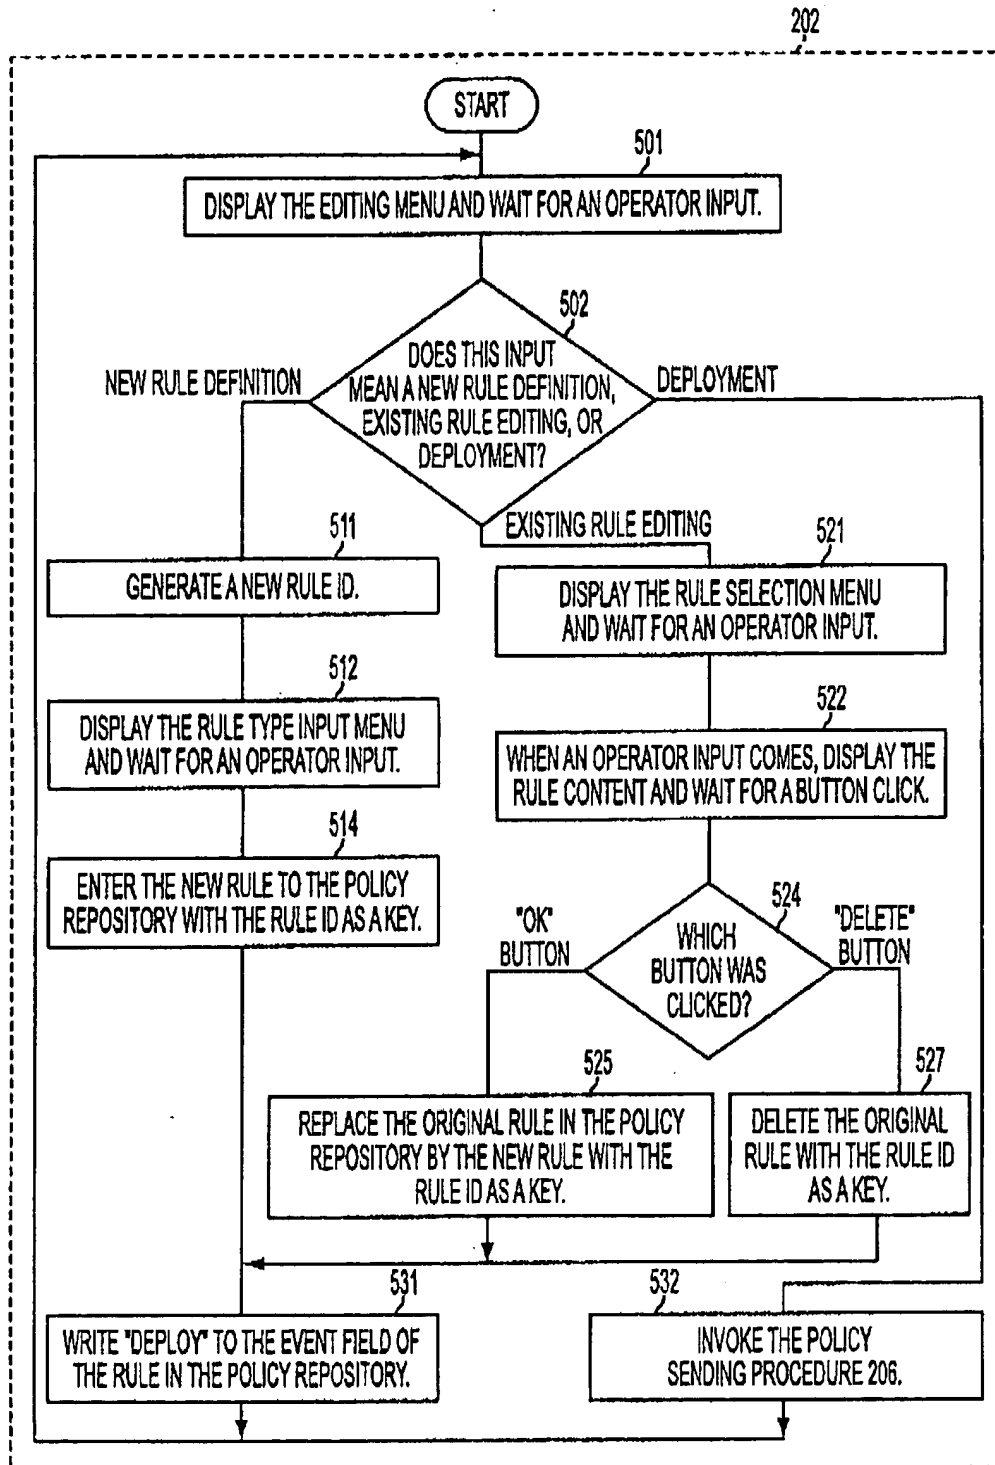 202
START
501
DISPLAY THE EDITING MENU AND WAIT FOR AN OPERATOR INPUT.
502
DOES THIS INPUT
MEAN A NEW RULE DEFINITION,
EXISTING RULE EDITING, OR
DEPLOYMENT?
NEW RULE DEFINITION
DEPLOYMENT
EXISTING RULE EDITING
511
GENERATE A NEW RULE ID.
521
DISPLAY THE RULE SELECTION MENU
AND WAIT FOR AN OPERATOR INPUT.
512
DISPLAY THE RULE TYPE INPUT MENU
AND WAIT FOR AN OPERATOR INPUT.
522
WHEN AN OPERATOR INPUT COMES, DISPLAY THE
RULE CONTENT AND WAIT FOR A BUTTON CLICK.
514
ENTER THE NEW RULE TO THE POLICY
REPOSITORY WITH THE RULE ID AS A KEY.
524
WHICH
BUTTON WAS
CLICKED?
"OK"
BUTTON
"DELETE"
BUTTON
525
REPLACE THE ORIGINAL RULE IN THE POLICY
REPOSITORY BY THE NEW RULE WITH THE
RULE ID AS A KEY.
527
DELETE THE ORIGINAL
RULE WITH THE RULE ID
AS A KEY.
531
WRITE "DEPLOY" TO THE EVENT FIELD OF
THE RULE IN THE POLICY REPOSITORY.
532
INVOKE THE POLICY
SENDING PROCEDURE 206.